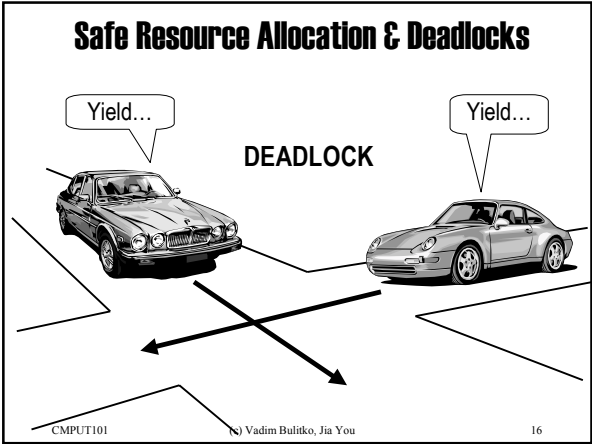 Safe Resource Allocation & Deadlocks
Yield…
Yield…
DEADLOCK
CMPUT101
(c) Vadim Bulitko, Jia You
16